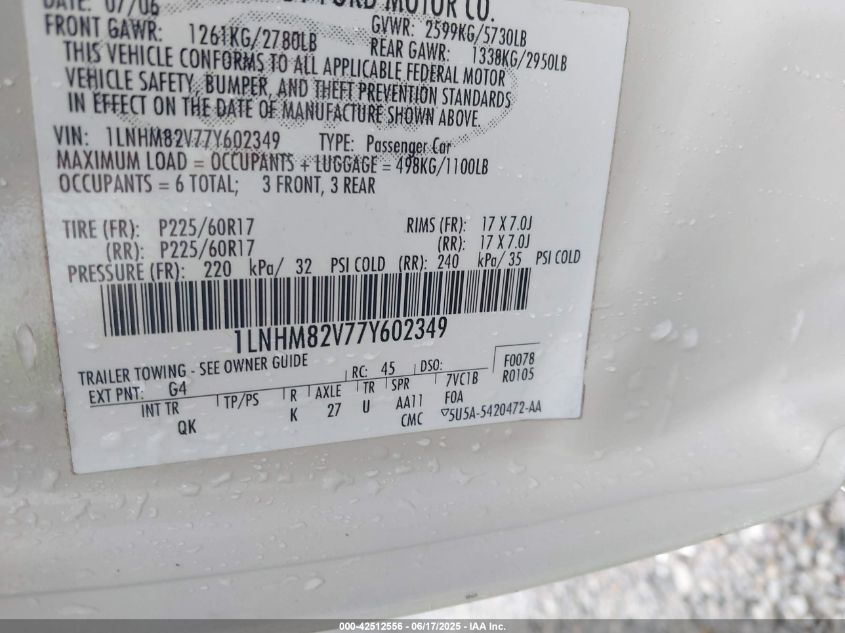 DATE: 07/06 FORD MOTOR CO.
FRONT GAWR: 1261KG/2780LB GVWR: 2599KG/5730LB
REAR GAWR: 1338KG/2950LB
THIS VEHICLE CONFORMS TO ALL APPLICABLE FEDERAL MOTOR
VEHICLE SAFETY, BUMPER, AND THEFT PREVENTION STANDARDS
IN EFFECT ON THE DATE OF MANUFACTURE SHOWN ABOVE.
VIN: 1LNHM82V77Y602349 TYPE: Passenger Car
MAXIMUM LOAD = OCCUPANTS + LUGGAGE = 498KG/1100LB
OCCUPANTS = 6 TOTAL; 3 FRONT, 3 REAR
TIRE (FR): P225/60R17 RIMS (FR): 17 X 7.0J
(RR): P225/60R17 (RR): 17 X 7.0J
PRESSURE (FR): 220 kPa/ 32 PSI COLD (RR): 240 kPa/ 35 PSI COLD
1LNHM82V77Y602349
TRAILER TOWING - SEE OWNER GUIDE
EXT PNT: G4 RC: 45 DSO: F0078
R0105
INT TR TP/PS R AXLE TR SPR 7VC1B
QK K 27 U AA11 F0A
CMC 5U5A-5420472-AA
000-42512556 - 06/17/2025 - IAA Inc.